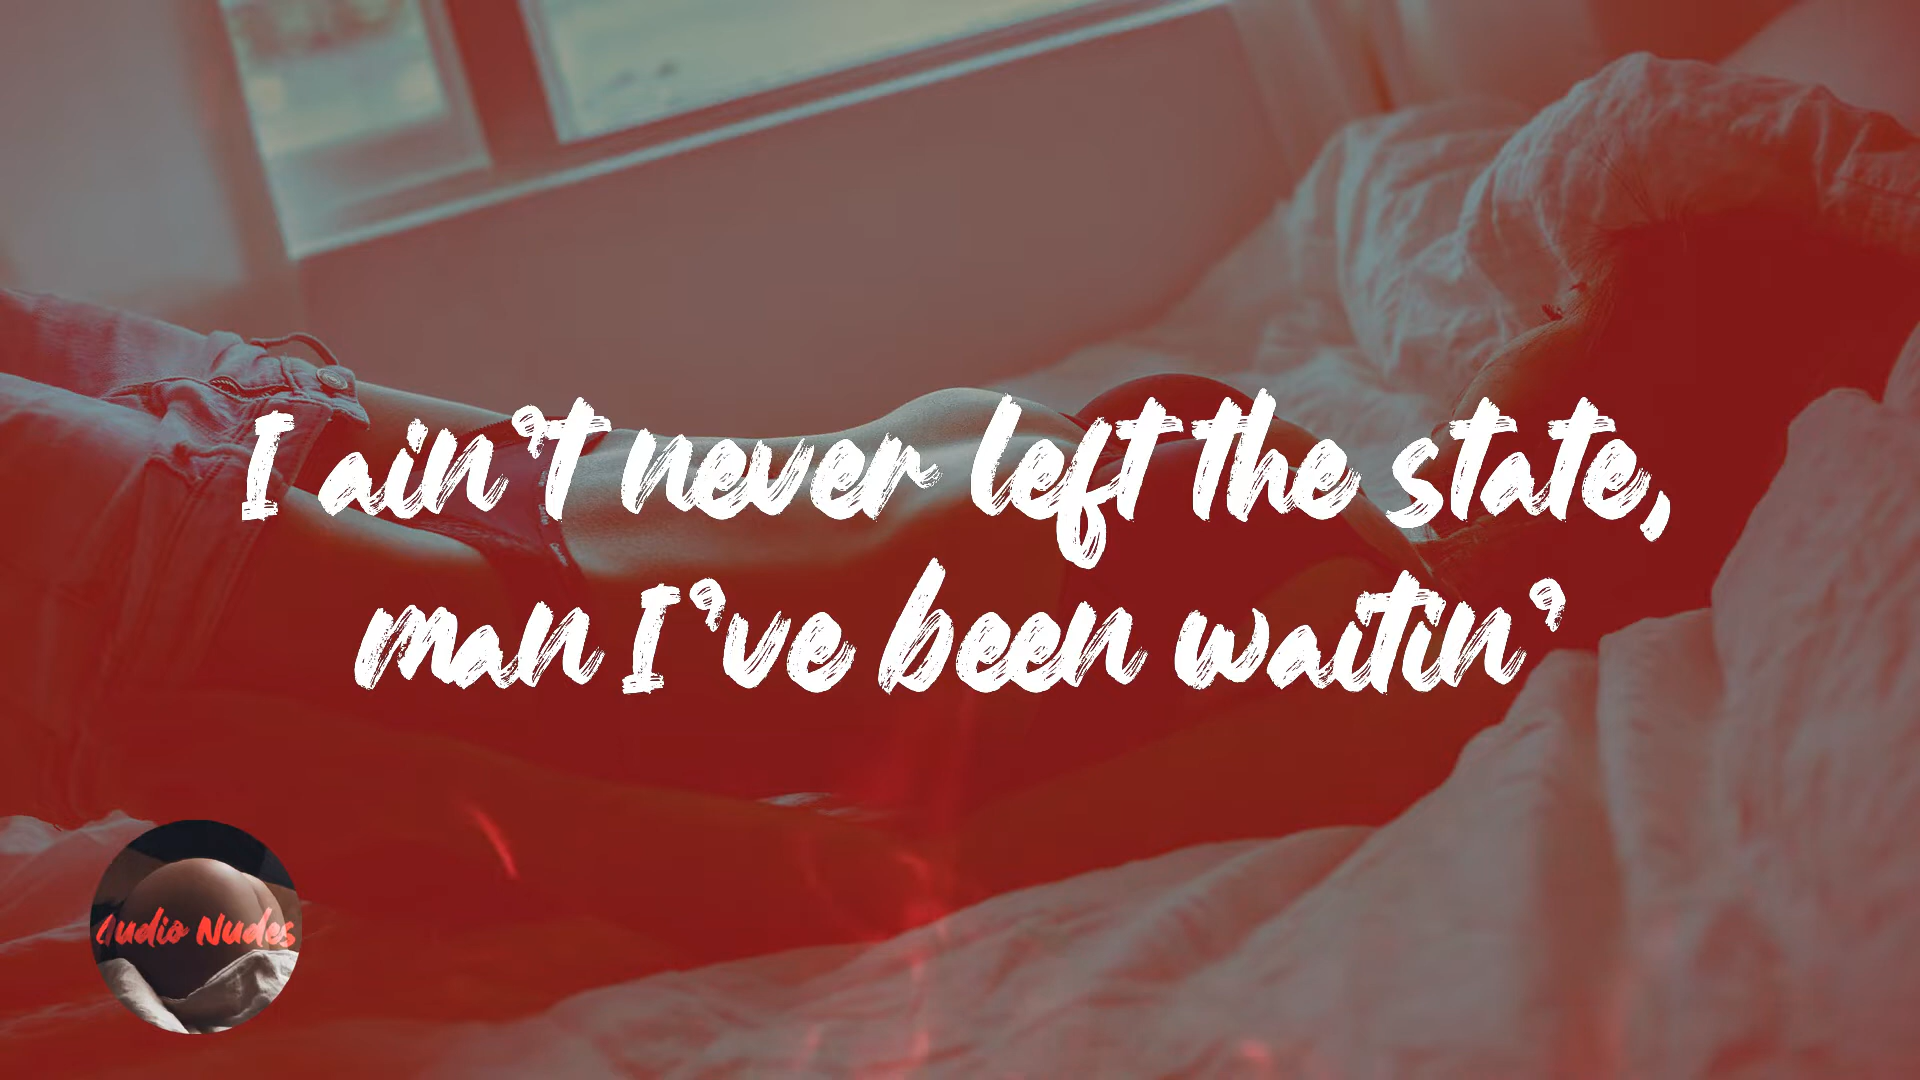 I ain't never left the state,
man I've been waitin'
Audio Nudes